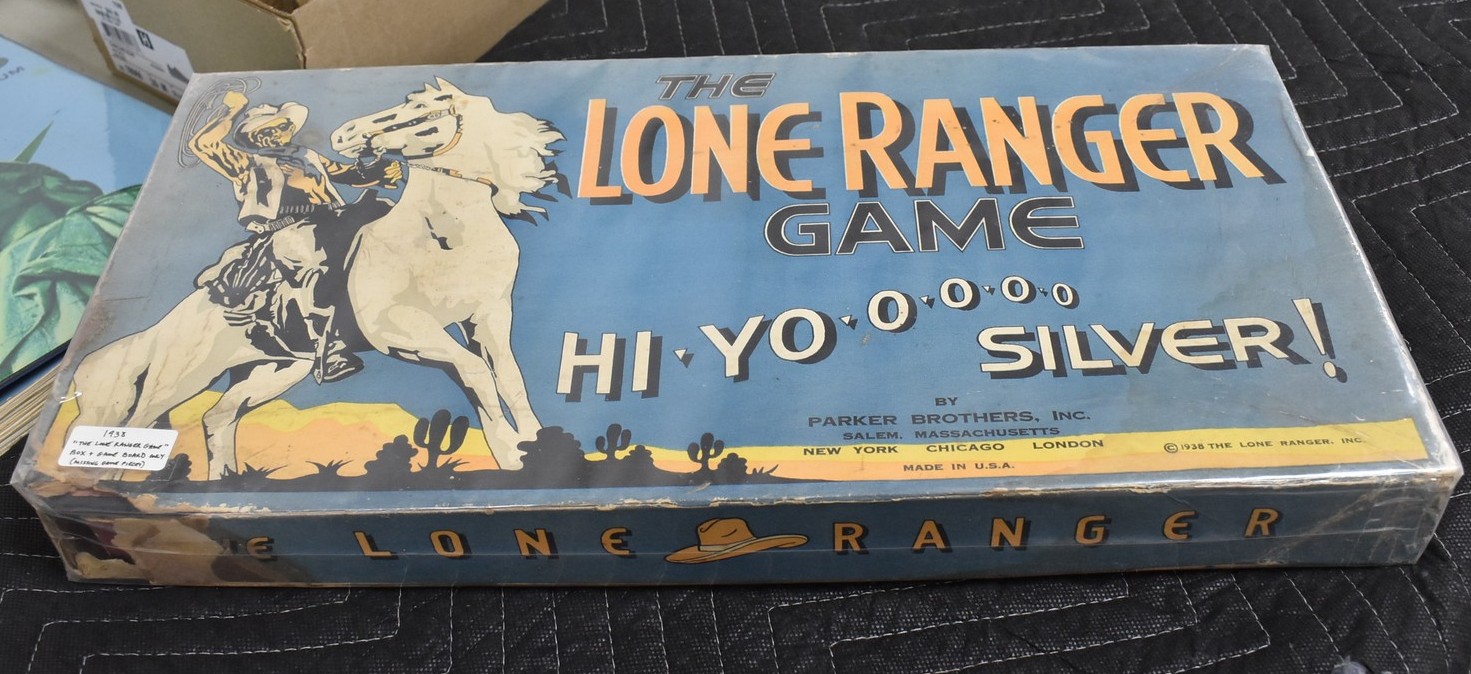 THE
LONE RANGER
GAME
HI-YO-O-O-O-O
SILVER!
BY
PARKER BROTHERS, INC.
SALEM, MASSACHUSETTS
NEW YORK CHICAGO LONDON
MADE IN U.S.A.
© 1938 THE LONE RANGER, INC.
1938
"THE LONE RANGER GAME"
BOX + GAME BOARD ONLY
(MISSING GAME PIECES)
LONE RANGER
UM
H